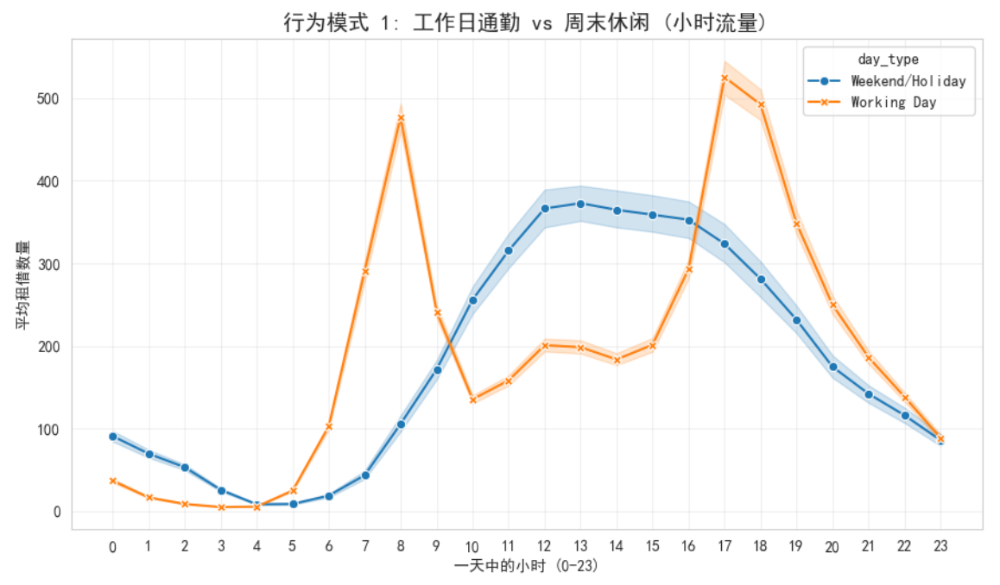 行为模式 1: 工作日通勤 vs 周末休闲 (小时流量)
day_type
Weekend/Holiday
Working Day
平均租借数量
500
400
300
200
100
0
0 1 2 3 4 5 6 7 8 9 10 11 12 13 14 15 16 17 18 19 20 21 22 23
一天中的小时 (0-23)